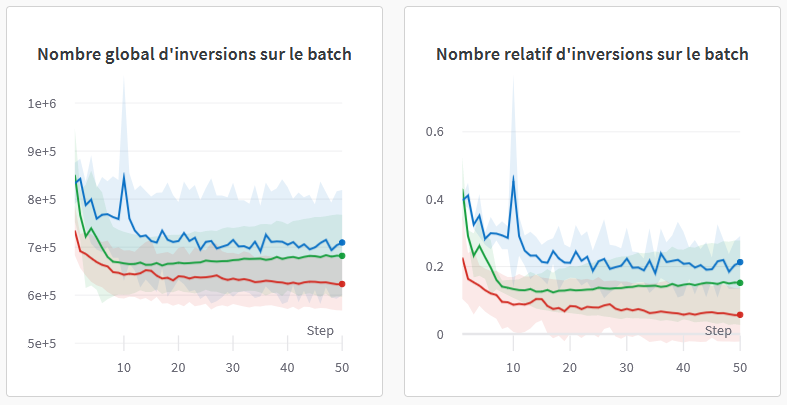 Nombre global d'inversions sur le batch
1e+6
9e+5
8e+5
7e+5
6e+5
5e+5
Step
10 20 30 40 50
Nombre relatif d'inversions sur le batch
0.6
0.4
0.2
0
Step
10 20 30 40 50